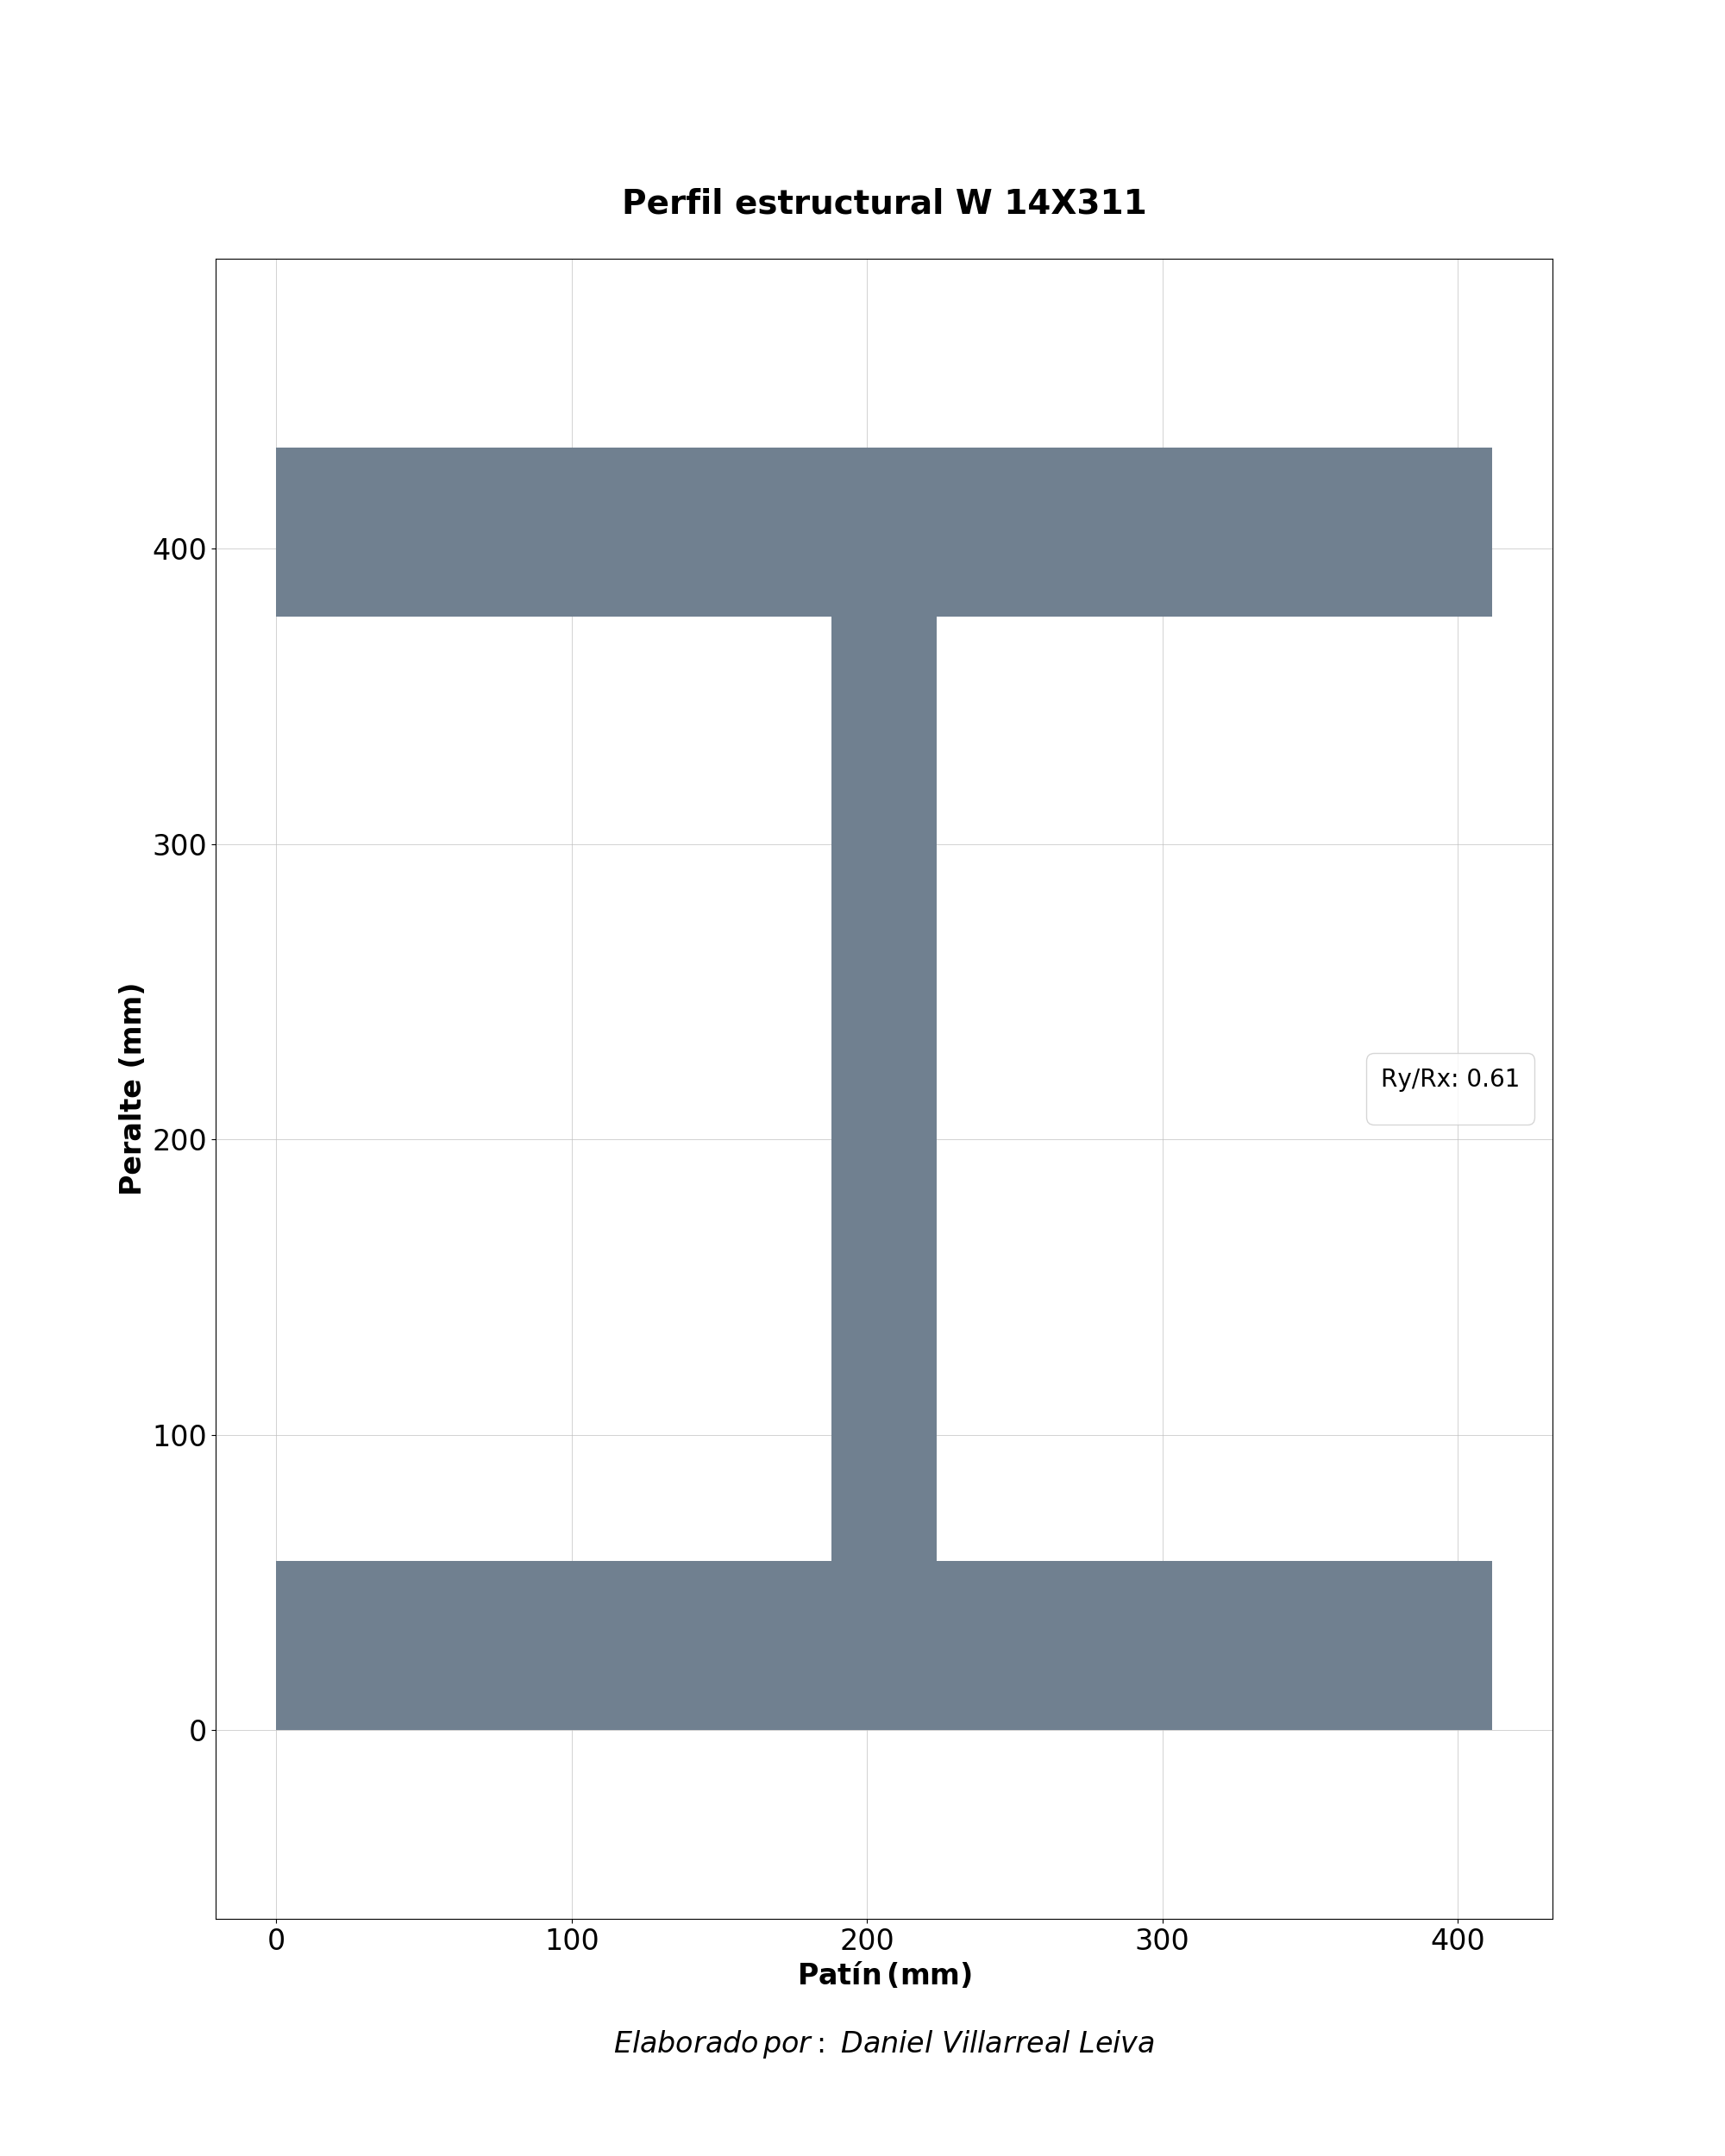 Perfil estructural W 14X311
Peralte (mm)
400
300
200
100
0
Ry/Rx: 0.61
0 100 200 300 400
Patín (mm)
Elaborado por: Daniel Villarreal Leiva